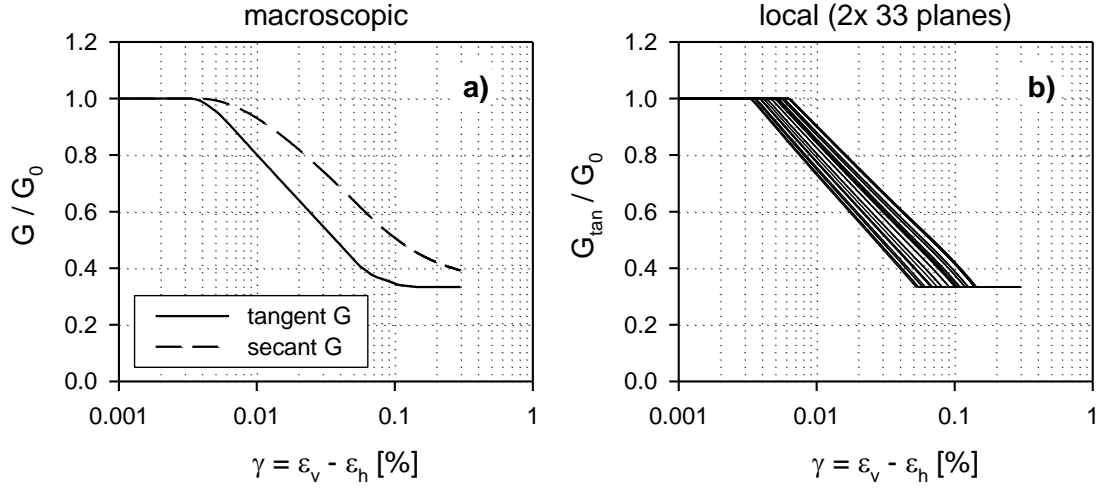 macroscopic
a)
1.2
1.0
0.8
0.6
0.4
0.2
0.0
G / G₀
tangent G
secant G
0.001 0.01 0.1 1
γ = εᵥ - εₕ [%]
local (2x 33 planes)
b)
1.2
1.0
0.8
0.6
0.4
0.2
0.0
G_tan / G₀
0.001 0.01 0.1 1
γ = εᵥ - εₕ [%]